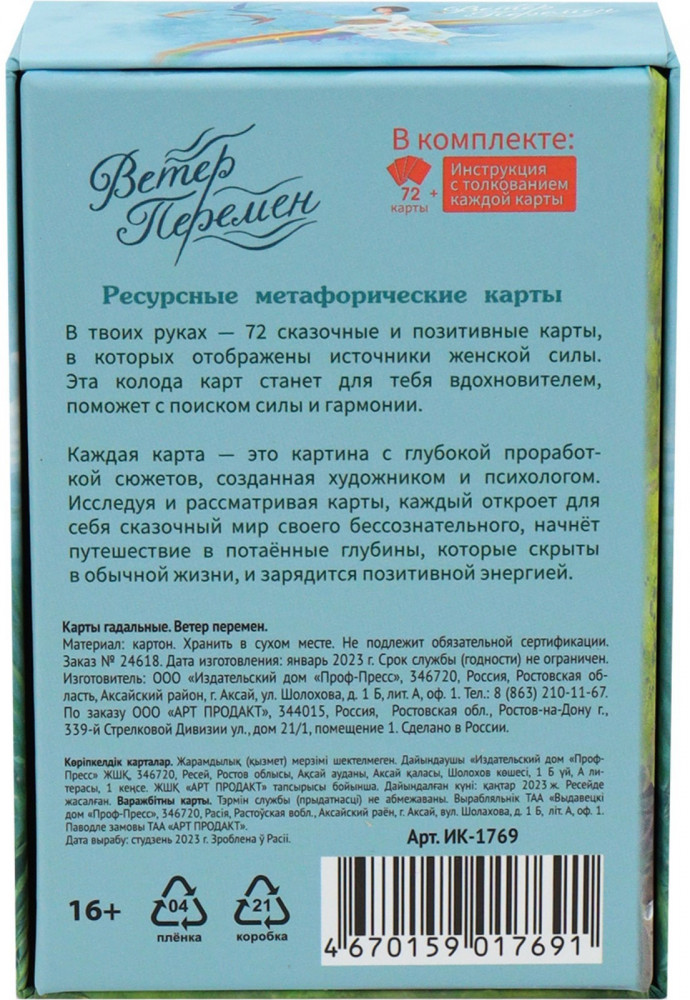 Ветер Перемен
Ветер
Перемен
В комплекте:
72
карты
+
Инструкция
с толкованием
каждой карты
Ресурсные метафорические карты
В твоих руках — 72 сказочные и позитивные карты,
в которых отображены источники женской силы.
Эта колода карт станет для тебя вдохновителем,
поможет с поиском силы и гармонии.
Каждая карта — это картина с глубокой проработ-
кой сюжетов, созданная художником и психологом.
Исследуя и рассматривая карты, каждый откроет для
себя сказочный мир своего бессознательного, начнёт
путешествие в потаённые глубины, которые скрыты
в обычной жизни, и зарядится позитивной энергией.
Карты гадальные. Ветер перемен.
Материал: картон. Хранить в сухом месте. Не подлежит обязательной сертификации.
Заказ № 24618. Дата изготовления: январь 2023 г. Срок службы (годности) не ограничен.
Изготовитель: ООО «Издательский дом «Проф-Пресс», 346720, Россия, Ростовская об-
ласть, Аксайский район, г. Аксай, ул. Шолохова, д. 1 Б, лит. А, оф. 1. Тел.: 8 (863) 210-11-67.
По заказу ООО «АРТ ПРОДАКТ», 344015, Россия, Ростовская обл., Ростов-на-Дону г.,
339-й Стрелковой Дивизии ул., дом 21/1, помещение 1. Сделано в России.
Көріпкелдік карталар. Жарамдылық (қызмет) мерзімі шектелмеген. Дайындаушы «Издательский дом «Проф-
Пресс» ЖШҚ, 346720, Ресей, Ростов облысы, Ақсай ауданы, Аксай қаласы, Шолохов көшесі, 1 Б үй, А ли-
терасы, 1 кеңсе. ЖШҚ «АРТ ПРОДАКТ» тапсырысы бойынша. Дайындалған күні: қаңтар 2023 ж. Ресейде
жасалған. Варажбітны карты. Тэрмін службы (прыдатнасці) не абмежаваны. Вырабляльнік ТАА «Выдавецкі
дом «Проф-Пресс», 346720, Расія, Растоўская вобл., Аксайскі раён, г. Аксай, вул. Шолахава, д. 1 Б, літ. А, оф. 1.
Паводле замовы ТАА «АРТ ПРОДАКТ».
Дата вырабу: студзень 2023 г. Зроблена ў Расіі.
Арт. ИК-1769
16+
04
плёнка
21
коробка
4 670159 017691